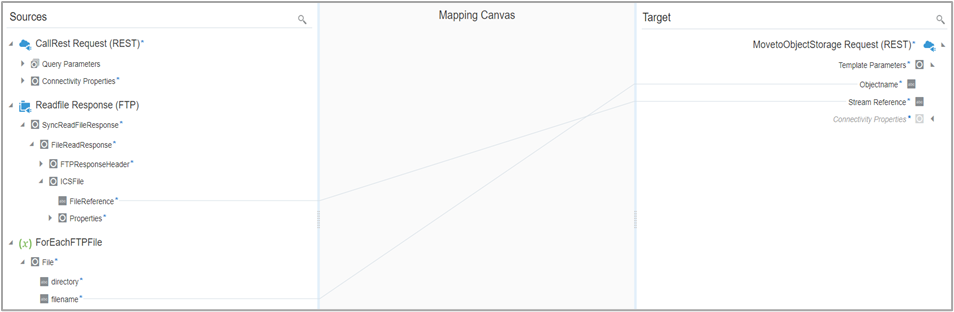 Sources
CallRest Request (REST)*
Query Parameters
Connectivity Properties*
Readfile Response (FTP)
SyncReadFileResponse*
FileReadResponse*
FTPResponseHeader*
ICSFile
FileReference*
Properties*
(x) ForEachFTPFile
File*
directory*
filename*
Mapping Canvas
Target
MovetoObjectStorage Request (REST)*
Template Parameters*
Objectname*
Stream Reference*
Connectivity Properties*